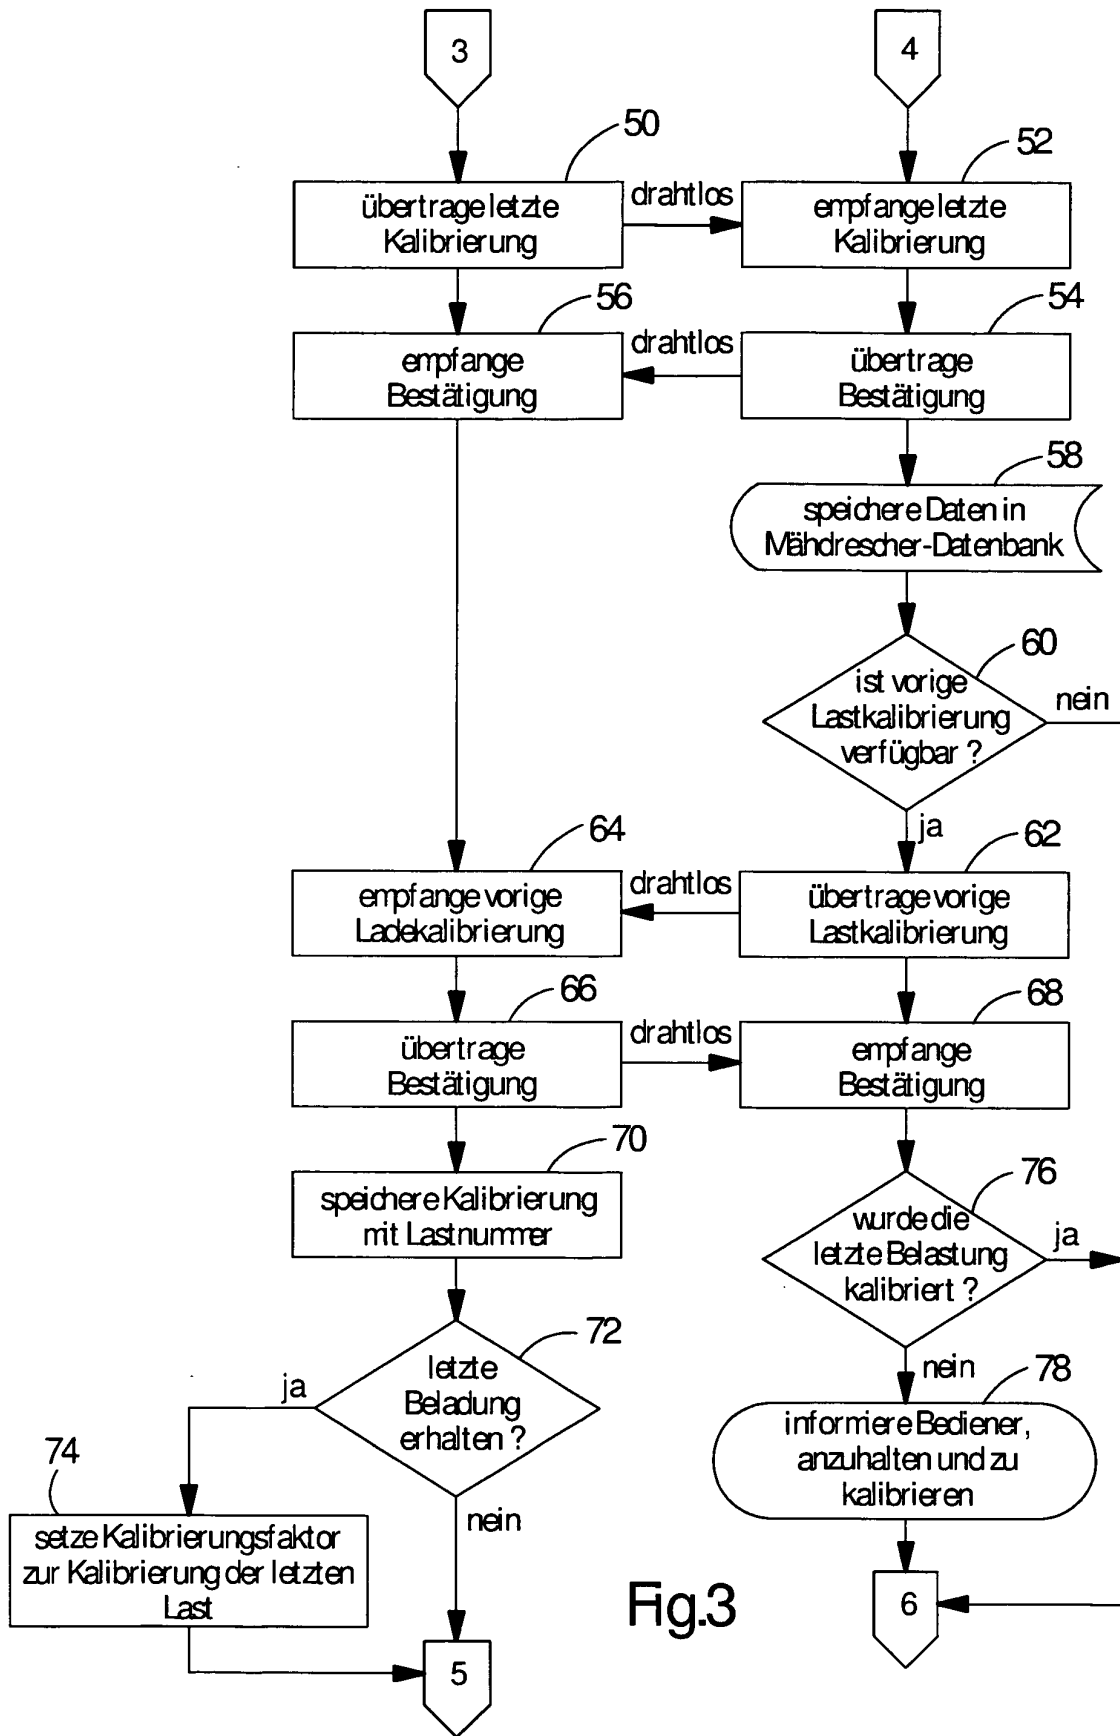 3
4
50
52
übertrage letzte
Kalibrierung
drahtlos
empfange letzte
Kalibrierung
56
54
empfange
Bestätigung
drahtlos
übertrage
Bestätigung
58
speichere Daten in
Mähdrescher-Datenbank
60
ist vorige
Lastkalibrierung
verfügbar ?
nein
ja
64
62
empfange vorige
Ladekalibrierung
drahtlos
übertrage vorige
Lastkalibrierung
66
68
übertrage
Bestätigung
drahtlos
empfange
Bestätigung
70
speichere Kalibrierung
mit Lastnummer
76
wurde die
letzte Belastung
kalibriert ?
ja
nein
72
letzte
Beladung
erhalten ?
ja
nein
78
informiere Bediener,
anzuhalten und zu
kalibrieren
74
setze Kalibrierungsfaktor
zur Kalibrierung der letzten
Last
Fig.3
6
5